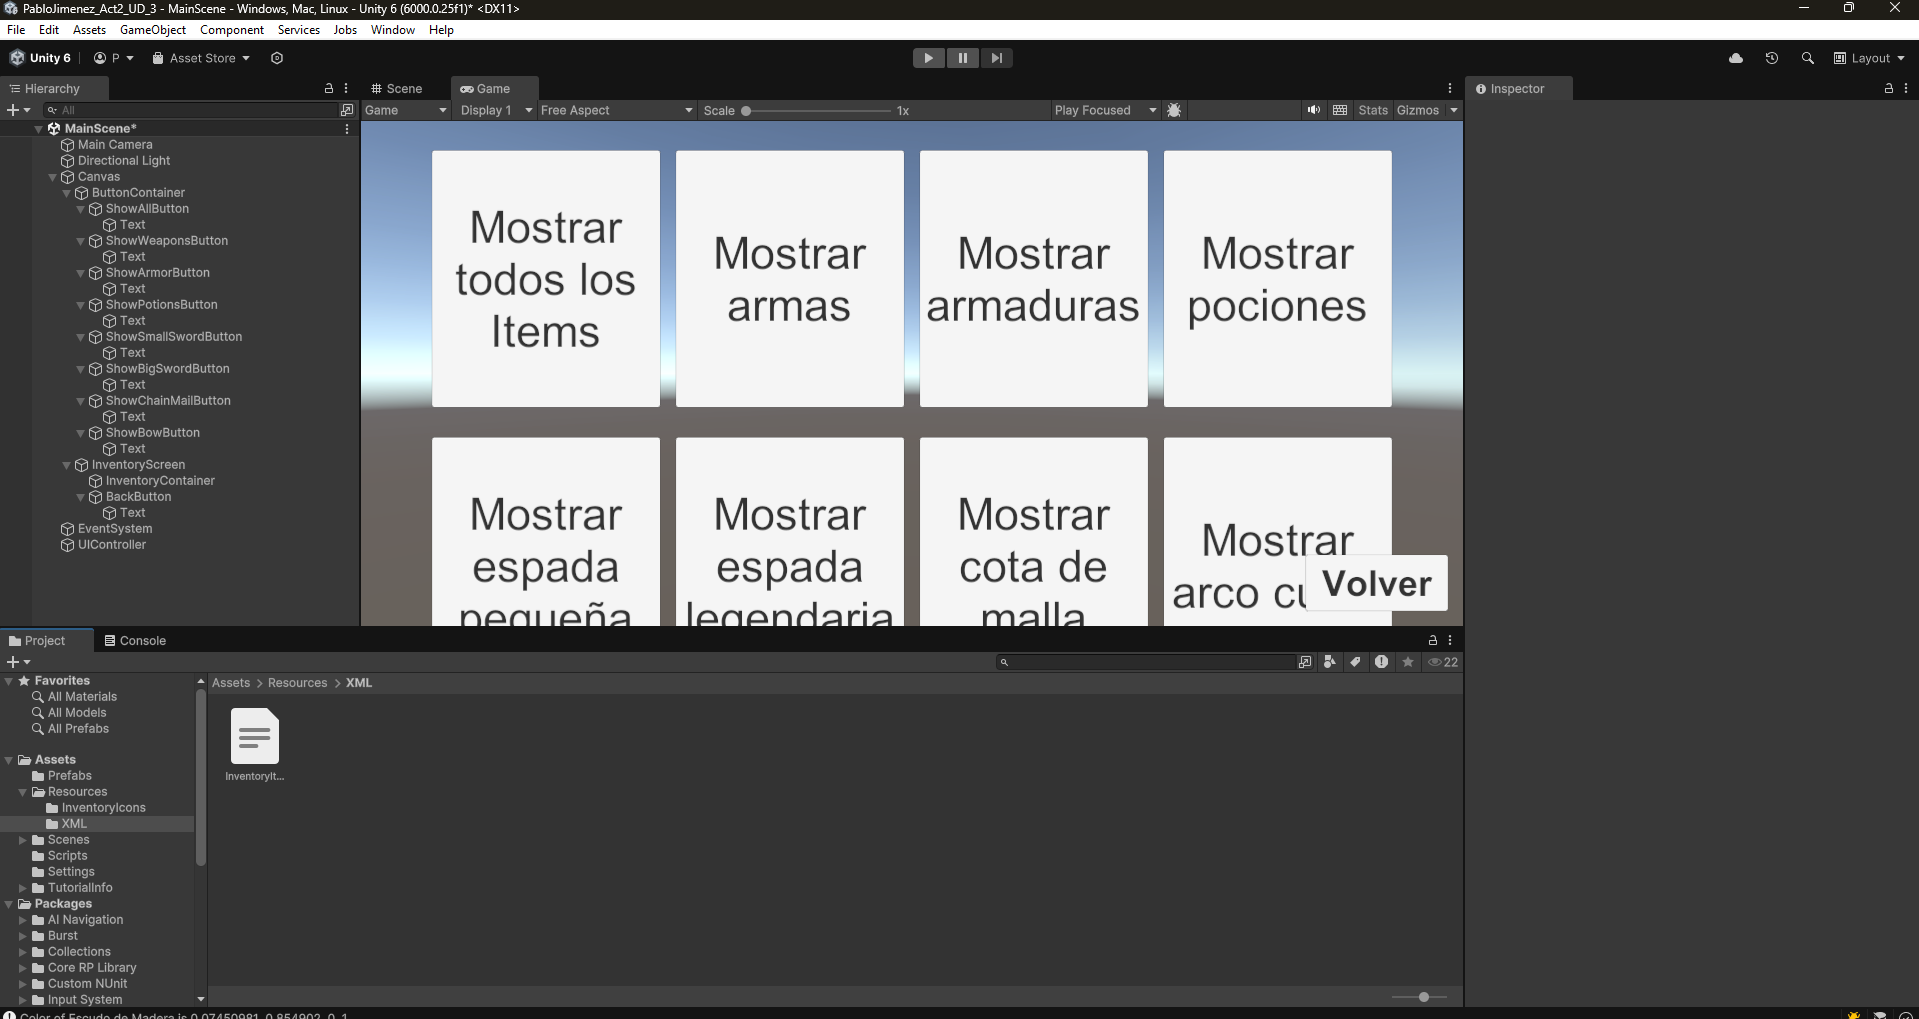 PabloJimenez_Act2_UD_3 - MainScene - Windows, Mac, Linux - Unity 6 (6000.0.25f1)* <DX11>
File Edit Assets GameObject Component Services Jobs Window Help
Unity 6 P Asset Store Layout
Hierarchy
All
MainScene*
Main Camera
Directional Light
Canvas
ButtonContainer
ShowAllButton
Text
ShowWeaponsButton
Text
ShowArmorButton
Text
ShowPotionsButton
Text
ShowSmallSwordButton
Text
ShowBigSwordButton
Text
ShowChainMailButton
Text
ShowBowButton
Text
InventoryScreen
InventoryContainer
BackButton
Text
EventSystem
UIController
Scene Game
Game Display 1 Free Aspect Scale 1x Play Focused Stats Gizmos
Mostrar
todos los
Items
Mostrar
armas
Mostrar
armaduras
Mostrar
pociones
Mostrar
espada
pequeña
Mostrar
espada
legendaria
Mostrar
cota de
malla
Mostrar
arco cu
Volver
Inspector
Project Console
22
Favorites
All Materials
All Models
All Prefabs
Assets
Prefabs
Resources
InventoryIcons
XML
Scenes
Scripts
Settings
TutorialInfo
Packages
AI Navigation
Burst
Collections
Core RP Library
Custom NUnit
Input System
Assets > Resources > XML
InventoryIt...
Color of Escudo de Madera is 0.07450981, 0.854902, 0, 1